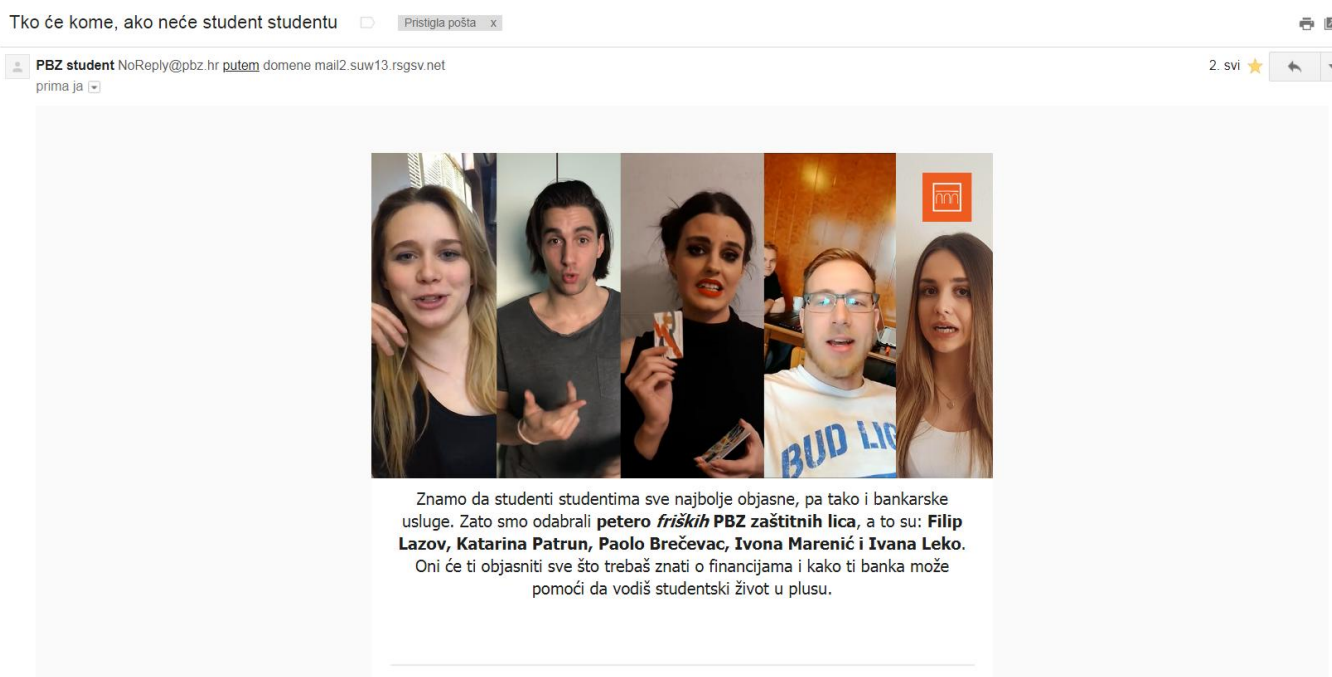 Tko će kome, ako neće student studentu
Pristigla pošta x
PBZ student NoReply@pbz.hr putem domene mail2.suw13.rsgsv.net
2. svi
prima ja
BUD LIG
Znamo da studenti studentima sve najbolje objasne, pa tako i bankarske
usluge. Zato smo odabrali petero friških PBZ zaštitnih lica, a to su: Filip
Lazov, Katarina Patrun, Paolo Brečevac, Ivona Marenić i Ivana Leko.
Oni će ti objasniti sve što trebaš znati o financijama i kako ti banka može
pomoći da vodiš studentski život u plusu.